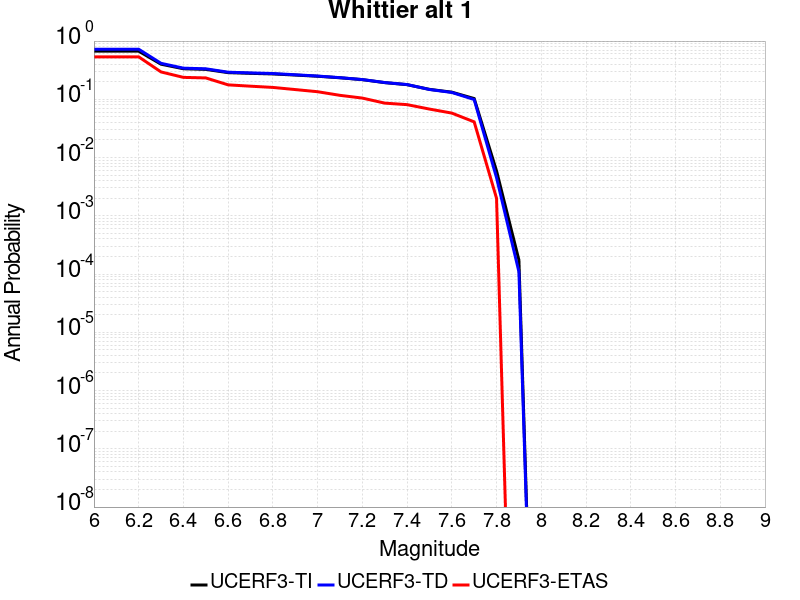 Whittier alt 1
10^0
10^-1
10^-2
10^-3
10^-4
10^-5
10^-6
10^-7
10^-8
Annual Probability
6 6.2 6.4 6.6 6.8 7 7.2 7.4 7.6 7.8 8 8.2 8.4 8.6 8.8 9
Magnitude
UCERF3-TI UCERF3-TD UCERF3-ETAS